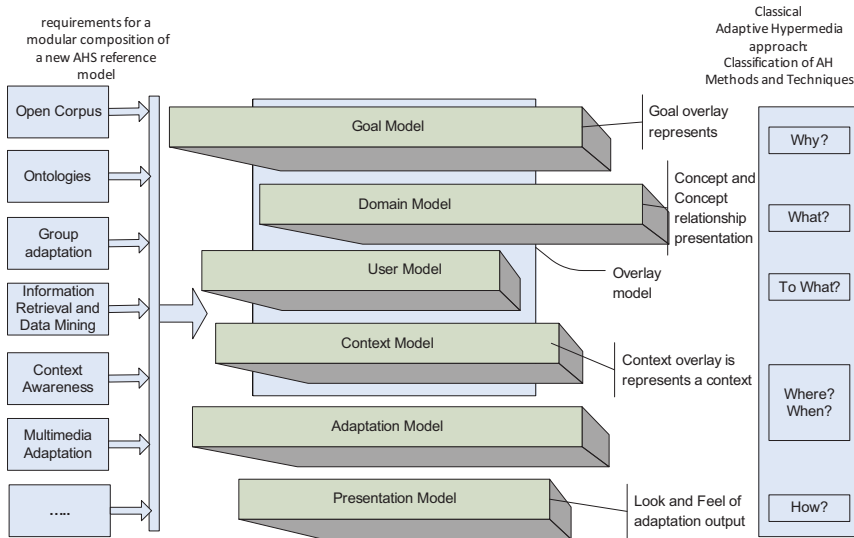 requirements for a
modular composition of
a new AHS reference
model
Open Corpus
Ontologies
Group
adaptation
Information
Retrieval and
Data Mining
Context
Awareness
Multimedia
Adaptation
.....
Goal Model
Domain Model
User Model
Context Model
Adaptation Model
Presentation Model
Goal overlay
represents
Concept and
Concept
relationship
presentation
Overlay
model
Context overlay is
represents a context
Look and Feel of
adaptation output
Classical
Adaptive Hypermedia
approach:
Classification of AH
Methods and Techniques
Why?
What?
To What?
Where?
When?
How?